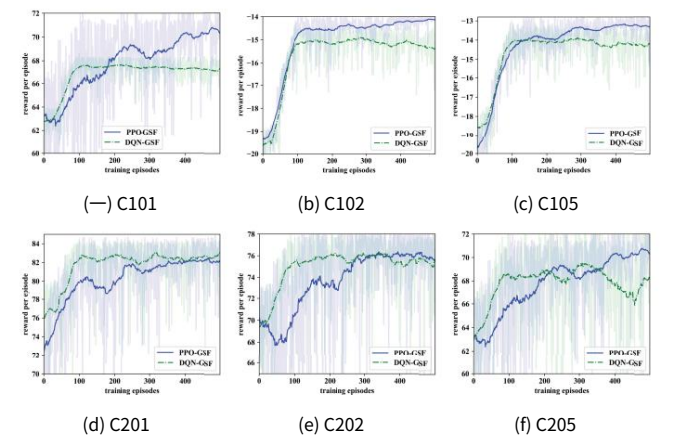 72
70
68
66
64
62
60
reward per episode
PPO-GSF
DQN-GSF
0 100 200 300 400
training episodes
(一) C101
−14
−15
−16
−17
−18
−19
−20
reward per episode
PPO-GSF
DQN-GSF
0 100 200 300 400
training episodes
(b) C102
−13
−14
−15
−16
−17
−18
−19
−20
reward per episode
PPO-GSF
DQN-GSF
0 100 200 300 400
training episodes
(c) C105
84
82
80
78
76
74
72
70
reward per episode
PPO-GSF
DQN-GSF
0 100 200 300 400
training episodes
(d) C201
78
76
74
72
70
68
66
reward per episode
PPO-GSF
DQN-GSF
0 100 200 300 400
training episodes
(e) C202
72
70
68
66
64
62
60
reward per episode
PPO-GSF
DQN-GSF
0 100 200 300 400
training episodes
(f) C205